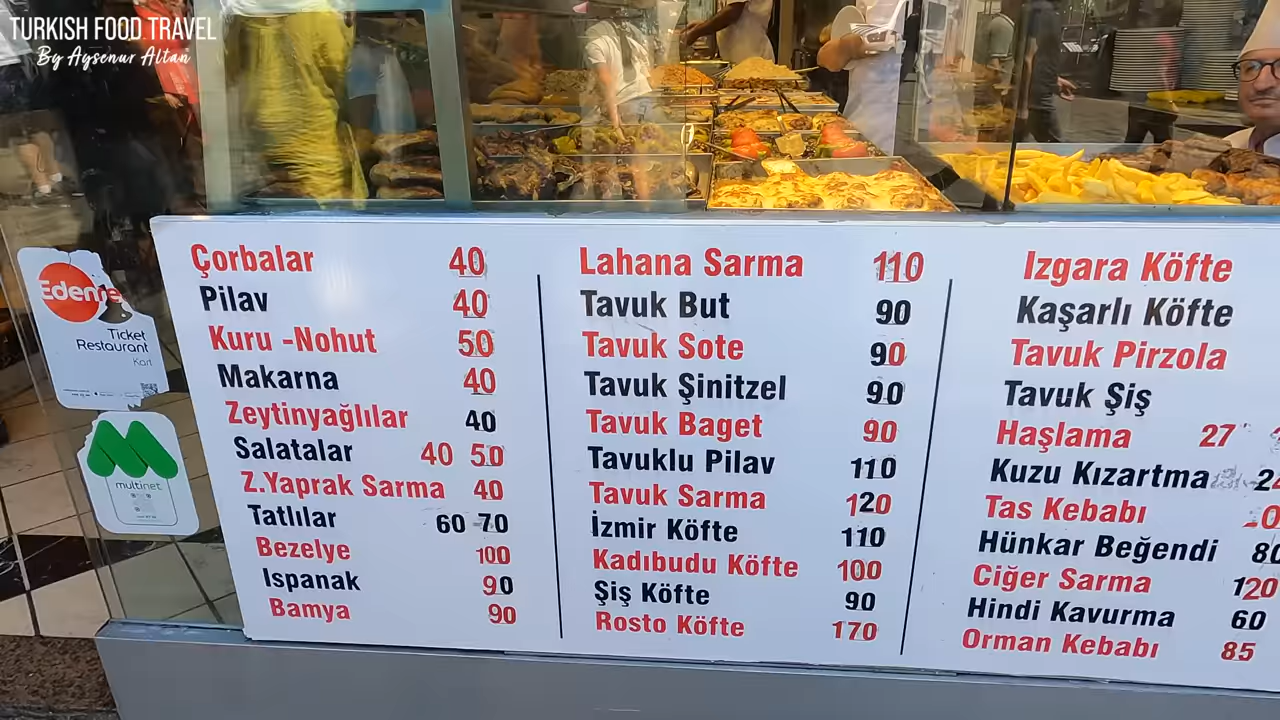 TURKISH FOOD TRAVEL
By Aysenur Altan
Ticket
Restaurant
Kart
multinet
Çorbalar 40
Pilav 40
Kuru -Nohut 50
Makarna 40
Zeytinyağlılar 40
Salatalar 40 50
Z.Yaprak Sarma 40
Tatlılar 60 70
Bezelye 100
Ispanak 90
Bamya 90
Lahana Sarma 110
Tavuk But 90
Tavuk Sote 90
Tavuk Şinitzel 90
Tavuk Baget 90
Tavuklu Pilav 110
Tavuk Sarma 120
İzmir Köfte 110
Kadıbudu Köfte 100
Şiş Köfte 90
Rosto Köfte 170
Izgara Köfte
Kaşarlı Köfte
Tavuk Pirzola
Tavuk Şiş
Haşlama 27
Kuzu Kızartma
Tas Kebabı
Hünkar Beğendi 80
Ciğer Sarma 120
Hindi Kavurma 60
Orman Kebabı 85